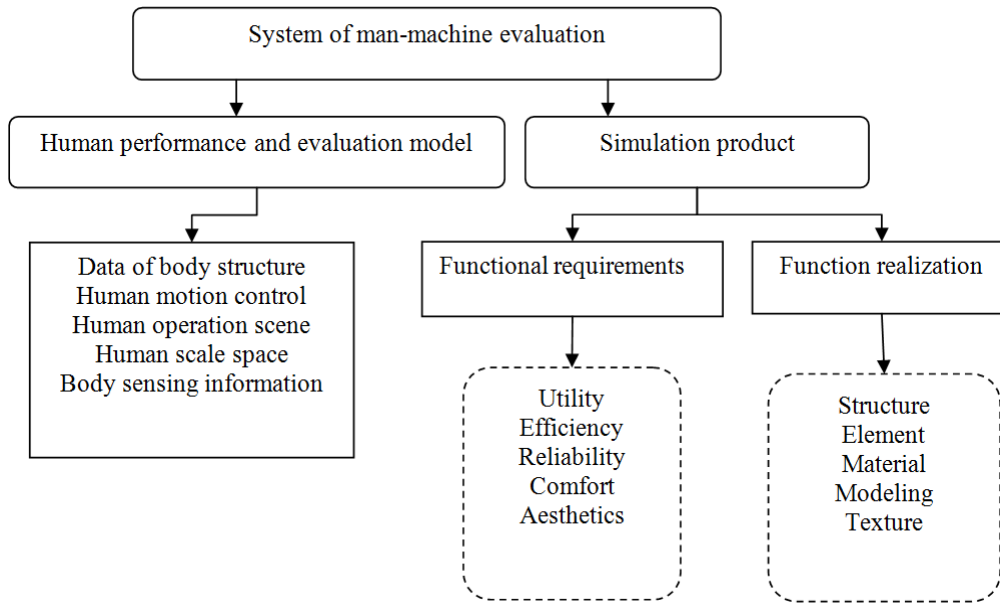 System of man-machine evaluation
Human performance and evaluation model
Simulation product
Data of body structure
Human motion control
Human operation scene
Human scale space
Body sensing information
Functional requirements
Function realization
Utility
Efficiency
Reliability
Comfort
Aesthetics
Structure
Element
Material
Modeling
Texture